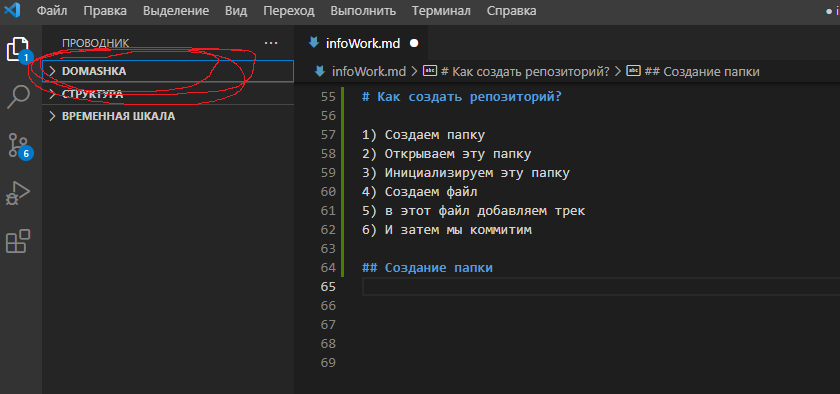 Файл Правка Выделение Вид Переход Выполнить Терминал Справка ● i
ПРОВОДНИК ···
1
DOMASHKA
СТРУКТУРА
ВРЕМЕННАЯ ШКАЛА
6
infoWork.md ●
infoWork.md > abc # Как создать репозиторий? > abc ## Создание папки
55 # Как создать репозиторий?
56
57 1) Создаем папку
58 2) Открываем эту папку
59 3) Инициализируем эту папку
60 4) Создаем файл
61 5) в этот файл добавляем трек
62 6) И затем мы коммитим
63
64 ## Создание папки
65
66
67
68
69